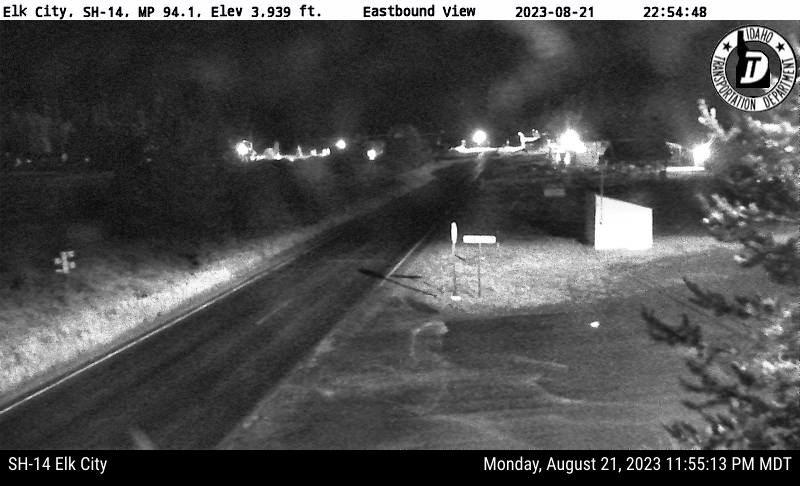 Elk City, SH-14, MP 94.1, Elev 3,939 ft. Eastbound View 2023-08-21 22:54:48
IDAHO
TRANSPORTATION DEPARTMENT
SH-14 Elk City Monday, August 21, 2023 11:55:13 PM MDT